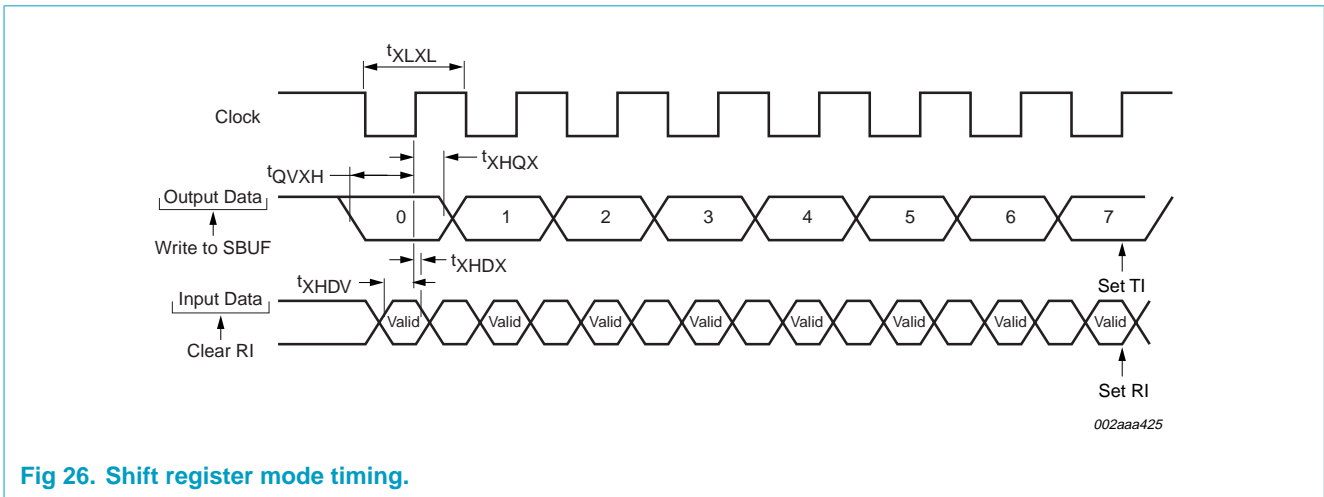 tXLXL
Clock
tXHQX
tQVXH
Output Data
0 1 2 3 4 5 6 7
Write to SBUF
tXHDX
Set TI
tXHDV
Input Data
Valid Valid Valid Valid Valid Valid Valid Valid
Clear RI
Set RI
002aaa425
Fig 26. Shift register mode timing.